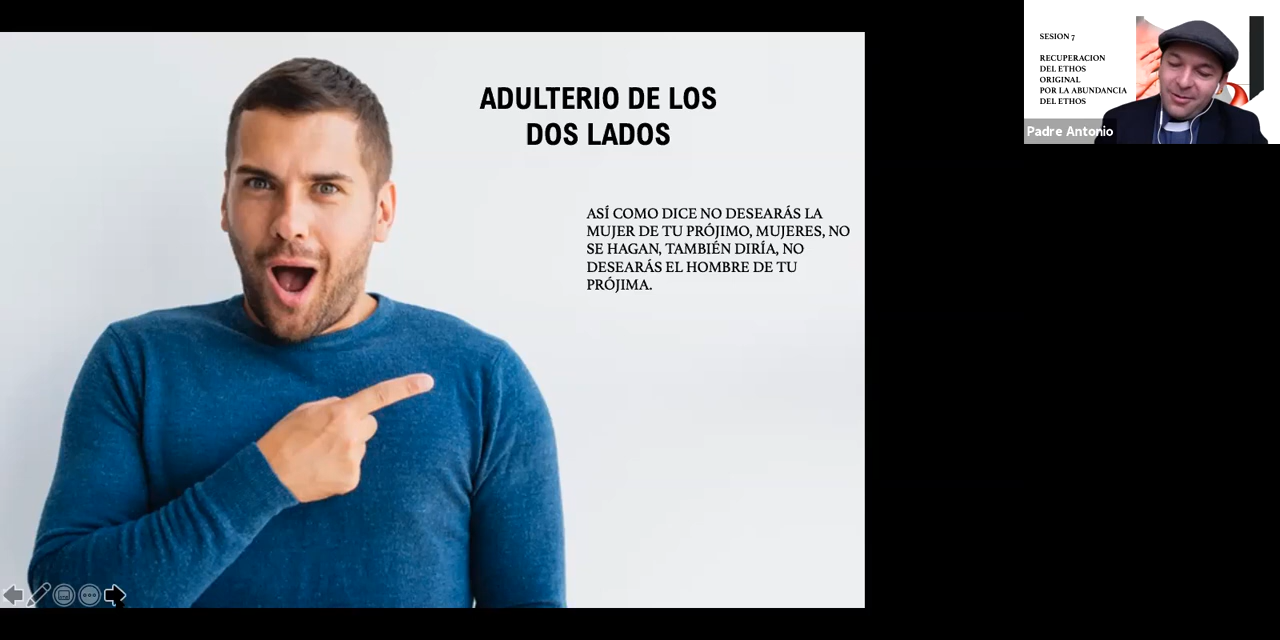 ADULTERIO DE LOS
DOS LADOS
ASÍ COMO DICE NO DESEARÁS LA
MUJER DE TU PRÓJIMO, MUJERES, NO
SE HAGAN, TAMBIÉN DIRÍA, NO
DESEARÁS EL HOMBRE DE TU
PRÓJIMA.
SESION 7
RECUPERACION
DEL ETHOS
ORIGINAL
POR LA ABUNDANCIA
DEL ETHOS
Padre Antonio